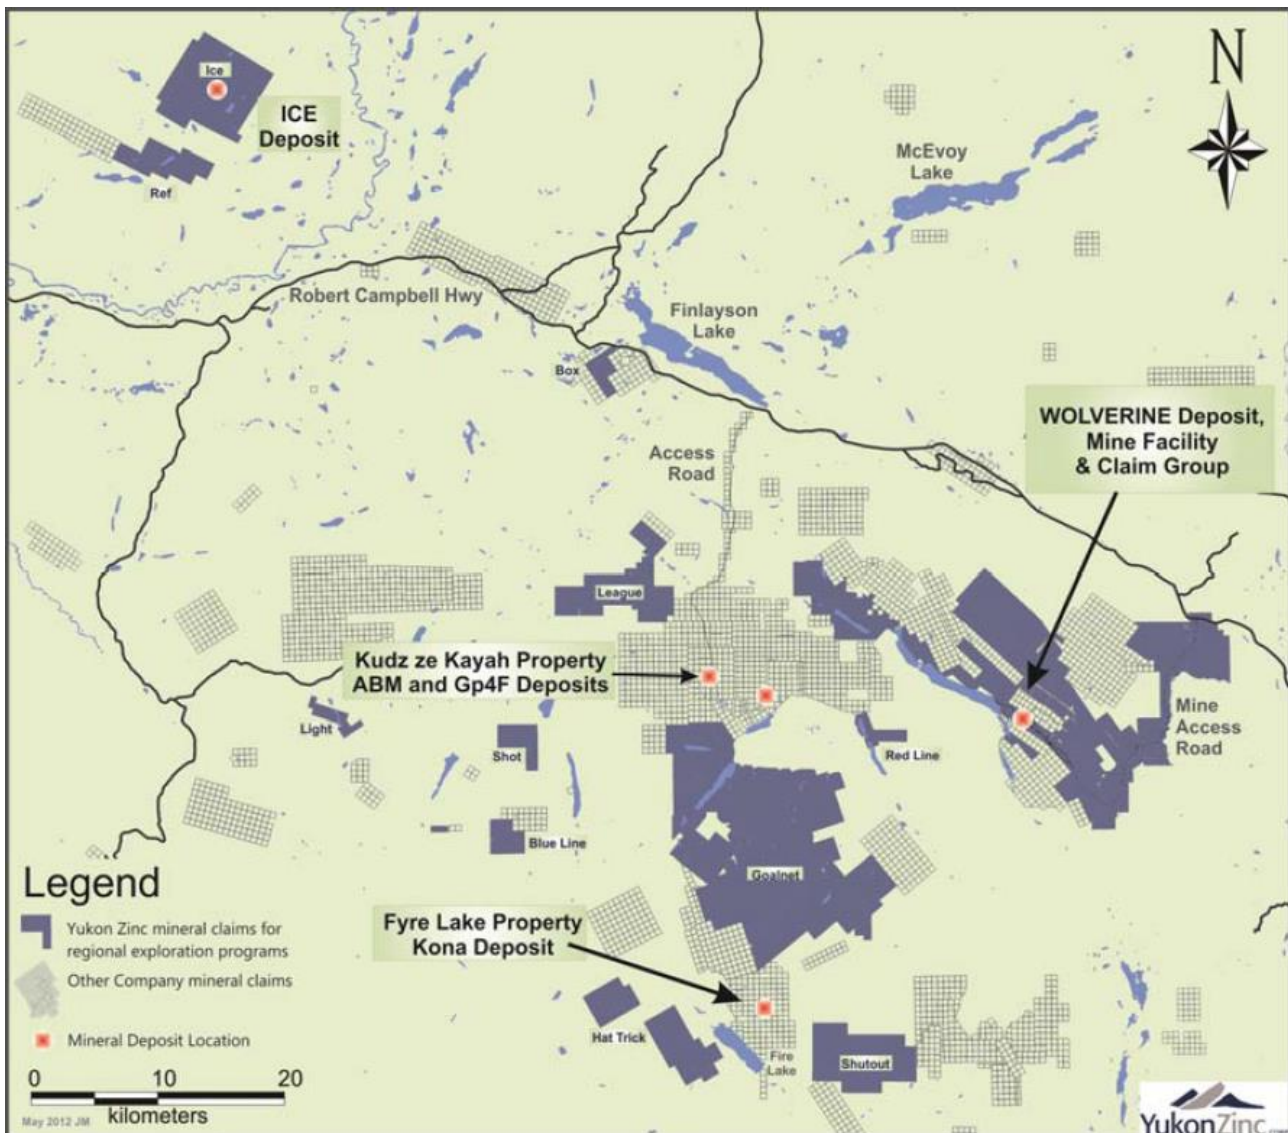 N
Ice
ICE
Deposit
Ref
McEvoy
Lake
Robert Campbell Hwy
Finlayson
Lake
Box
WOLVERINE Deposit,
Mine Facility
& Claim Group
Access
Road
League
Kudz ze Kayah Property
ABM and Gp4F Deposits
Light
Shot
Red Line
Mine
Access
Road
Blue Line
Goalnet
Fyre Lake Property
Kona Deposit
Hat Trick
Fire
Lake
Shutout
Legend
Yukon Zinc mineral claims for
regional exploration programs
Other Company mineral claims
Mineral Deposit Location
0 10 20
kilometers
May 2012 JM
YukonZinc